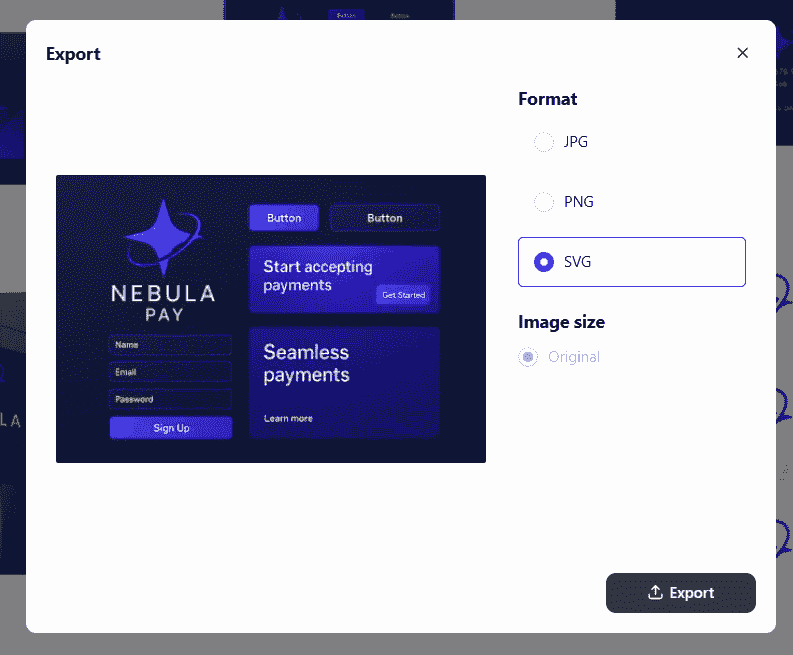 Export
Format
JPG
PNG
SVG
Image size
Original
Button
Button
NEBULA
PAY
Start accepting
payments
Get Started
Name
Email
Password
Sign Up
Seamless
payments
Learn more
LA
Export